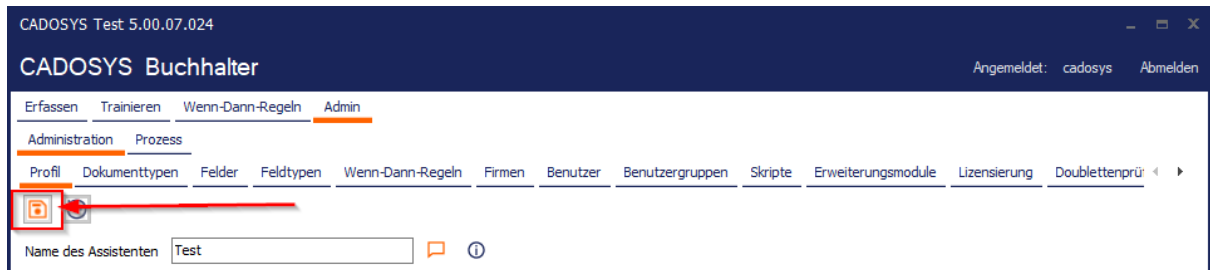 CADOSYS Test 5.00.07.024
CADOSYS Buchhalter Angemeldet: cadosys Abmelden
Erfassen Trainieren Wenn-Dann-Regeln Admin
Administration Prozess
Profil Dokumenttypen Felder Feldtypen Wenn-Dann-Regeln Firmen Benutzer Benutzergruppen Skripte Erweiterungsmodule Lizensierung
Name des Assistenten Test